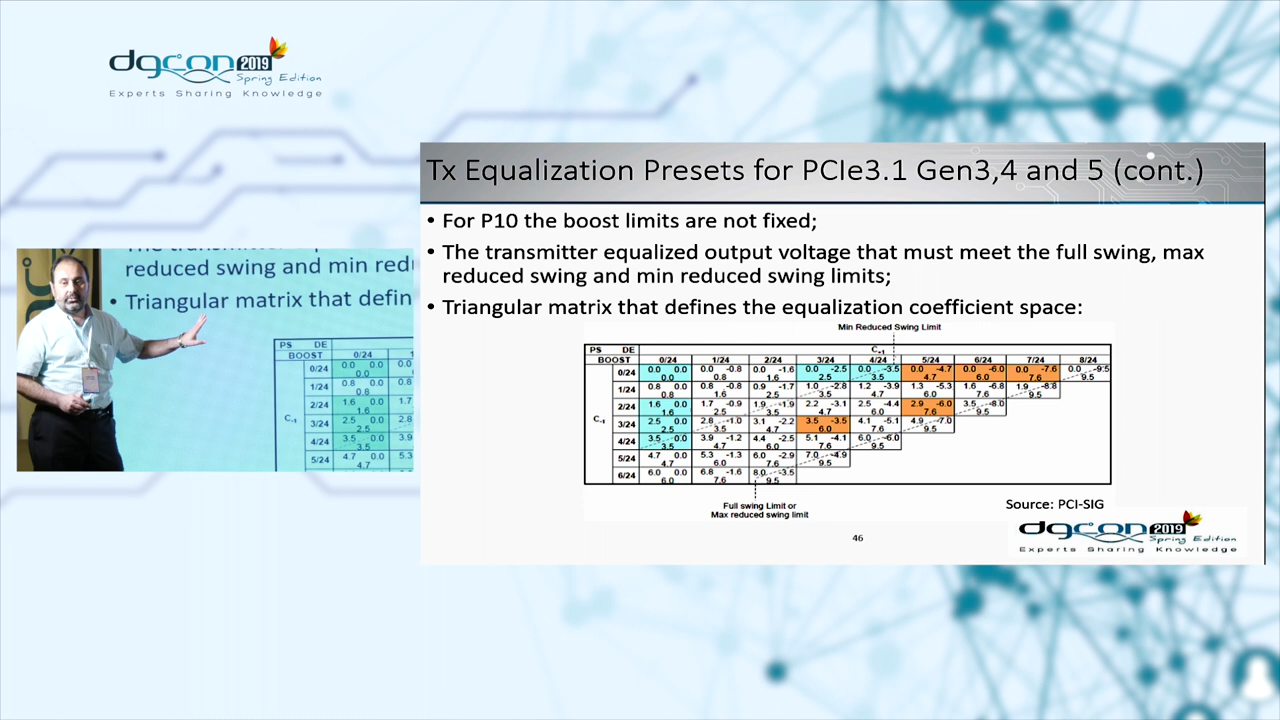 dgcon 2019
Spring Edition
Experts Sharing Knowledge
Tx Equalization Presets for PCIe3.1 Gen3,4 and 5 (cont.)
• For P10 the boost limits are not fixed;
• The transmitter equalized output voltage that must meet the full swing, max
reduced swing and min reduced swing limits;
• Triangular matrix that defines the equalization coefficient space:
Min Reduced Swing Limit
PS DE C+1
BOOST 0/24 1/24 2/24 3/24 4/24 5/24 6/24 7/24 8/24
0/24 0.0 0.0 0.0 -0.8 0.0 -1.6 0.0 -2.5 0.0 -3.5 0.0 -4.7 0.0 -6.0 0.0 -7.6 0.0 -9.5
0.0 0.8 1.6 2.5 3.5 4.7 6.0 7.6 9.5
1/24 0.8 0.0 0.8 -0.8 0.9 -1.7 1.0 -2.8 1.2 -3.9 1.3 -5.3 1.6 -6.8 1.9 -8.8
0.8 1.6 2.5 3.5 4.7 6.0 7.6 9.5
2/24 1.6 0.0 1.7 -0.9 1.9 -1.9 2.2 -3.1 2.5 -4.4 2.9 -6.0 3.5 -8.0
1.6 2.5 3.5 4.7 6.0 7.6 9.5
C-1
3/24 2.5 0.0 2.8 -1.0 3.1 -2.2 3.5 -3.5 4.1 -5.1 4.9 -7.0
2.5 3.5 4.7 6.0 7.6 9.5
4/24 3.5 0.0 3.9 -1.2 4.4 -2.5 5.1 -4.1 6.0 -6.0
3.5 4.7 6.0 7.6 9.5
5/24 4.7 0.0 5.3 -1.3 6.0 -2.9 7.0 -4.9
4.7 6.0 7.6 9.5
6/24 6.0 0.0 6.8 -1.6 8.0 -3.5
6.0 7.6 9.5
Full swing Limit or
Max reduced swing limit
Source: PCI-SIG
46
dgcon 2019
Spring Edition
Experts Sharing Knowledge
reduced swing and min red
• Triangular matrix that defin
PS DE
BOOST 0/24
0/24 0.0 0.0 0.0
0.0
1/24 0.8 0.0 0.8
0.8
2/24 1.6 0.0 1.7
1.6
C-1
3/24 2.5 0.0 2.8
2.5
4/24 3.5 0.0 3.9
3.5
5/24 4.7 0.0 5.3
4.7